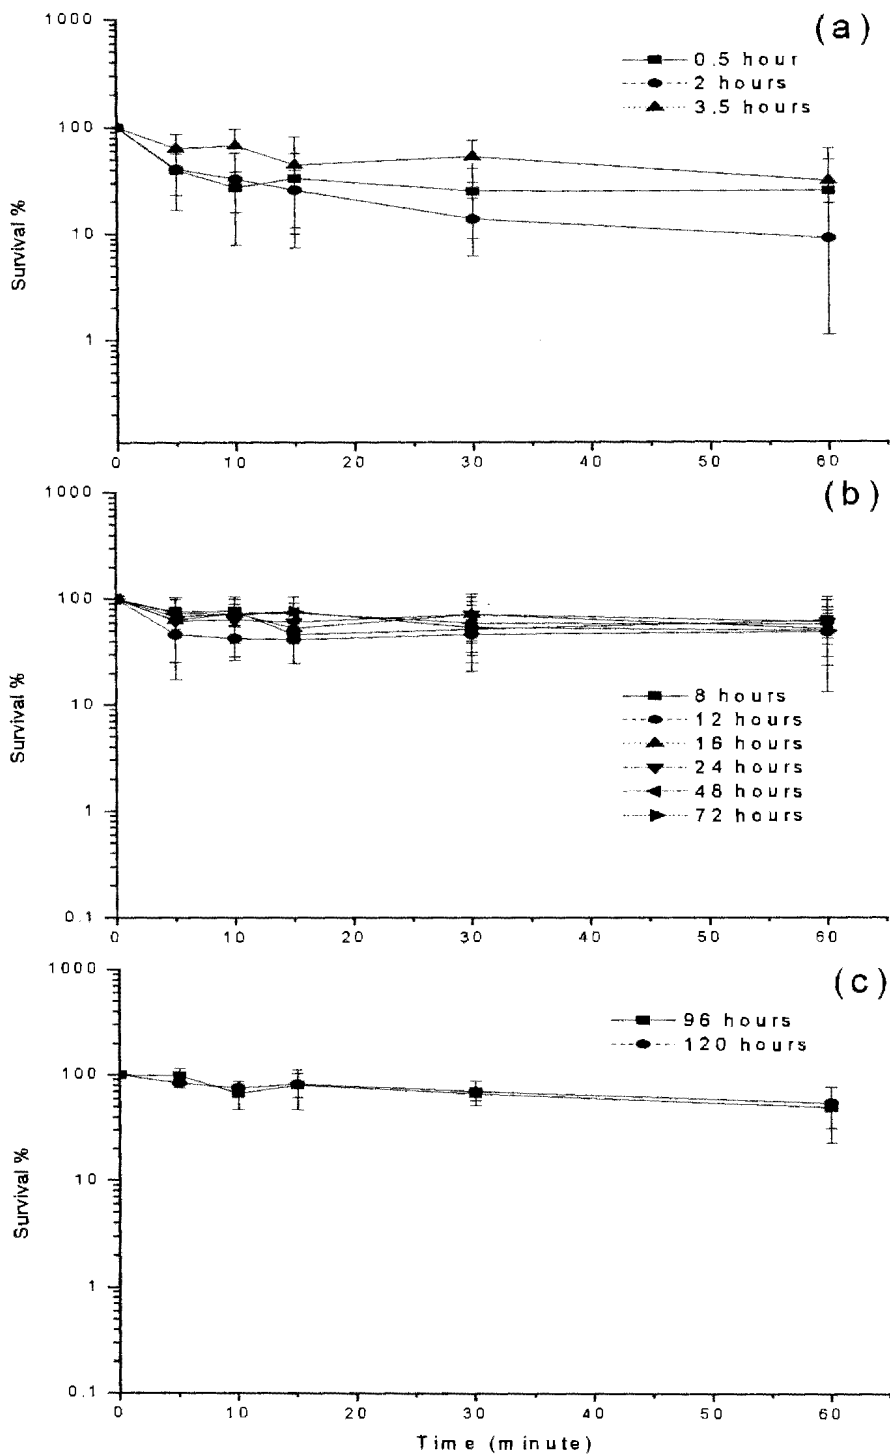 (a)
1000
100
10
1
Survival %
0.5 hour
2 hours
3.5 hours
0 10 20 30 40 50 60
(b)
1000
100
10
1
0.1
Survival %
8 hours
12 hours
16 hours
24 hours
48 hours
72 hours
0 10 20 30 40 50 60
(c)
1000
100
10
1
0.1
Survival %
96 hours
120 hours
0 10 20 30 40 50 60
Time (minute)